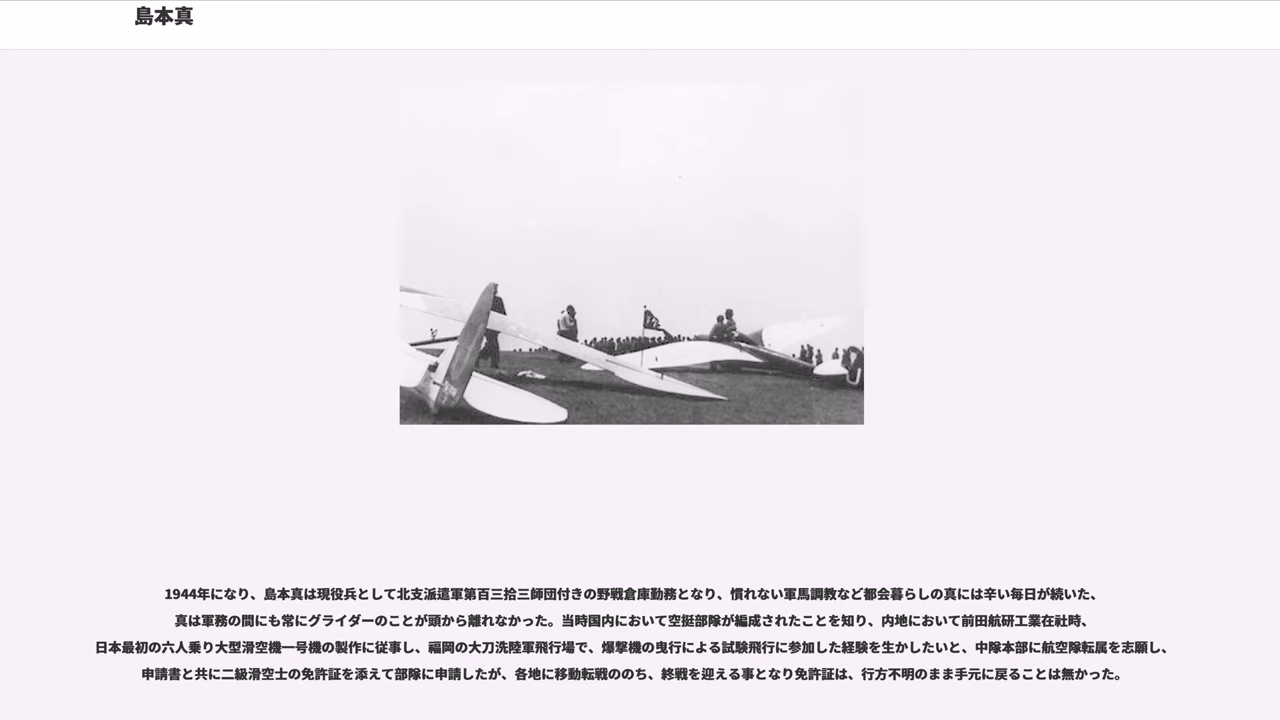 島本真
1944年になり、島本真は現役兵として北支派遣軍第百三拾三師団付きの野戦倉庫勤務となり、慣れない軍馬調教など都会暮らしの真には辛い毎日が続いた、
真は軍務の間にも常にグライダーのことが頭から離れなかった。当時国内において空挺部隊が編成されたことを知り、内地において前田航研工業在社時、
日本最初の六人乗り大型滑空機一号機の製作に従事し、福岡の大刀洗陸軍飛行場で、爆撃機の曳行による試験飛行に参加した経験を生かしたいと、中隊本部に航空隊転属を志願し、
申請書と共に二級滑空士の免許証を添えて部隊に申請したが、各地に移動転戦ののち、終戦を迎える事となり免許証は、行方不明のまま手元に戻ることは無かった。